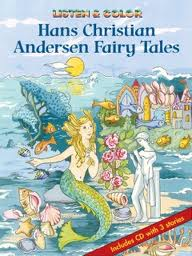 LISTEN & COLOR
Hans Christian
Andersen Fairy Tales
Includes CD with 3 stories